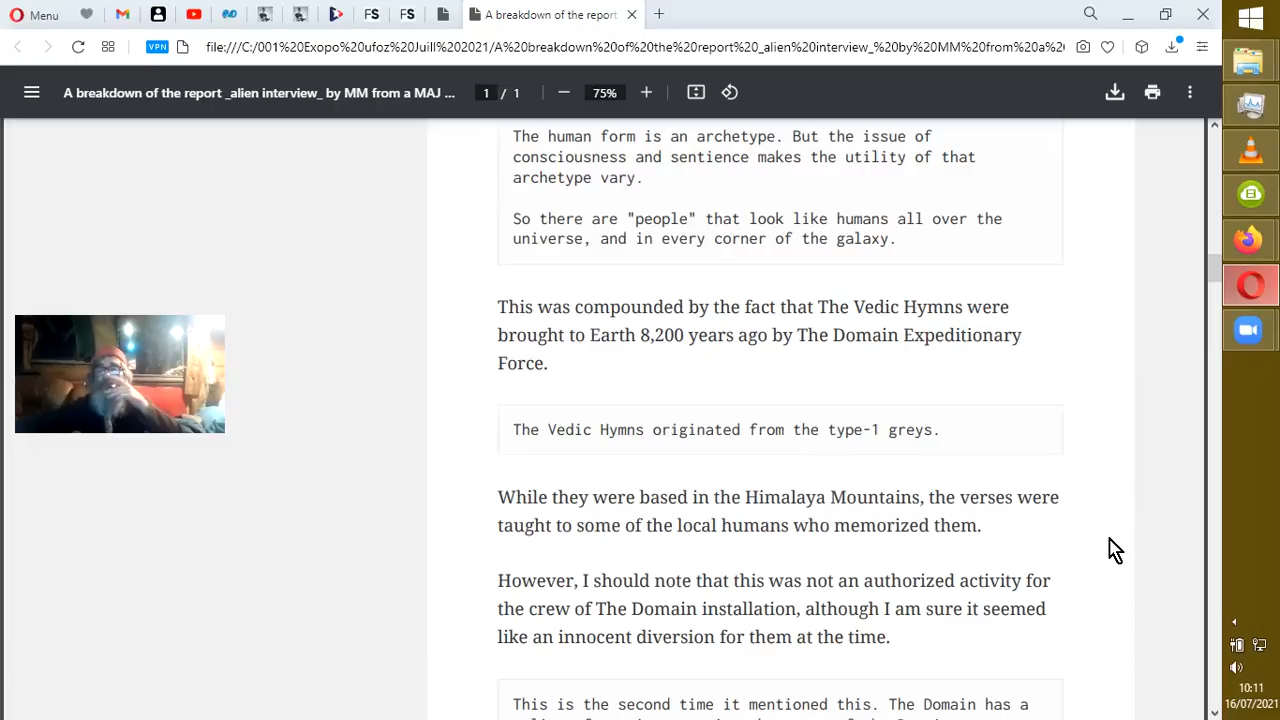 Menu
FS
FS
A breakdown of the report
VPN
file:///C:/001%20Exopo%20ufoz%20Juill%202021/A%20breakdown%20of%20the%20report%20_alien%20interview_%20by%20MM%20from%20a%20MAJ
A breakdown of the report _alien interview_ by MM from a MAJ ...
1 / 1
75%
The human form is an archetype. But the issue of
consciousness and sentience makes the utility of that
archetype vary.
So there are "people" that look like humans all over the
universe, and in every corner of the galaxy.
This was compounded by the fact that The Vedic Hymns were
brought to Earth 8,200 years ago by The Domain Expeditionary
Force.
The Vedic Hymns originated from the type-1 greys.
While they were based in the Himalaya Mountains, the verses were
taught to some of the local humans who memorized them.
However, I should note that this was not an authorized activity for
the crew of The Domain installation, although I am sure it seemed
like an innocent diversion for them at the time.
This is the second time it mentioned this. The Domain has a
10:11
16/07/2021